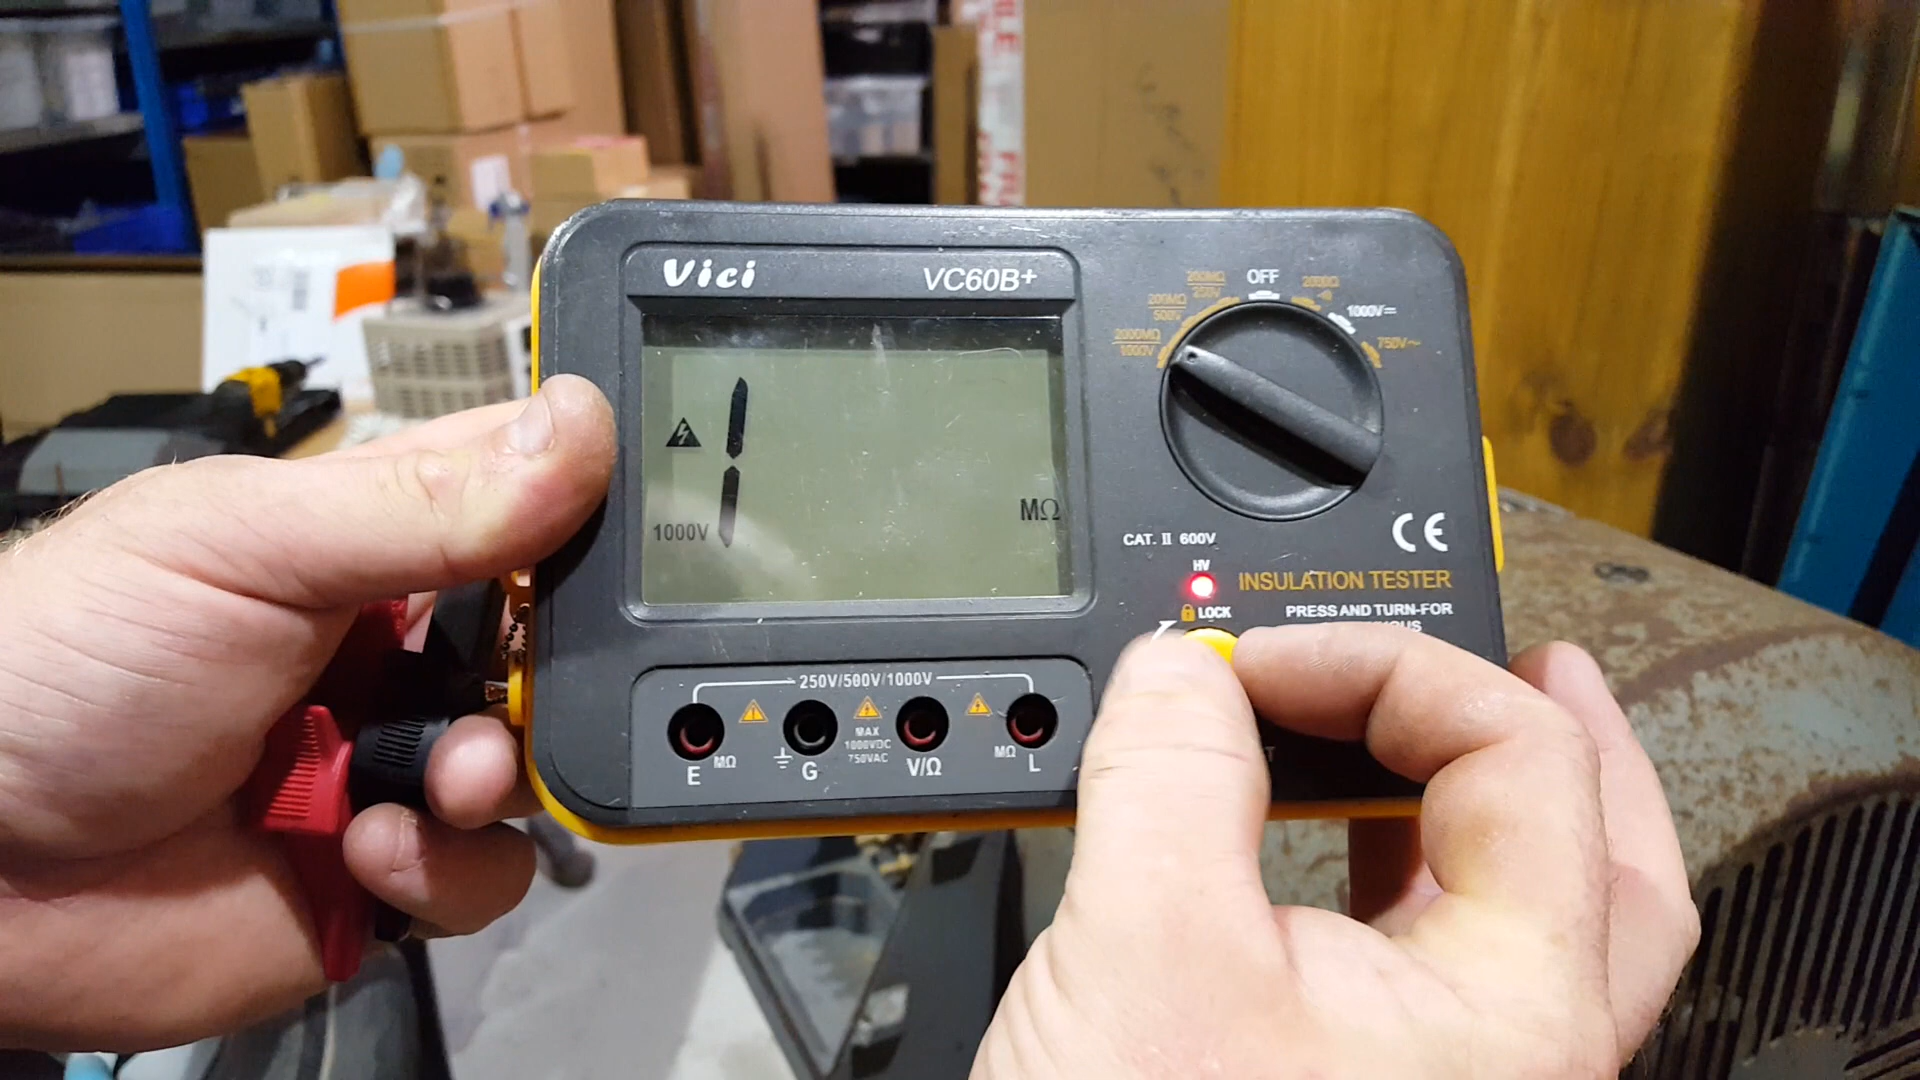 Vici VC60B+
1
1000V
MΩ
200MΩ
250V
OFF
2000Ω
200MΩ
500V
1000V
2000MΩ
1000V
750V~
CAT. II 600V
CE
HV
INSULATION TESTER
LOCK
PRESS AND TURN-FOR
250V/500V/1000V
MAX
1000VDC
750VAC
E MΩ
G
V/Ω
MΩ L